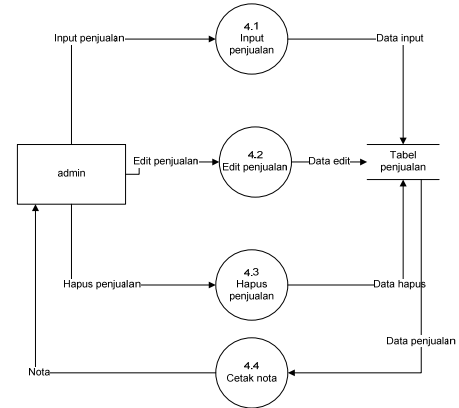 4.1
Input
penjualan
Input penjualan
Data input
admin
Edit penjualan
4.2
Edit penjualan
Data edit
Tabel
penjualan
Hapus penjualan
4.3
Hapus
penjualan
Data hapus
Data penjualan
Nota
4.4
Cetak nota